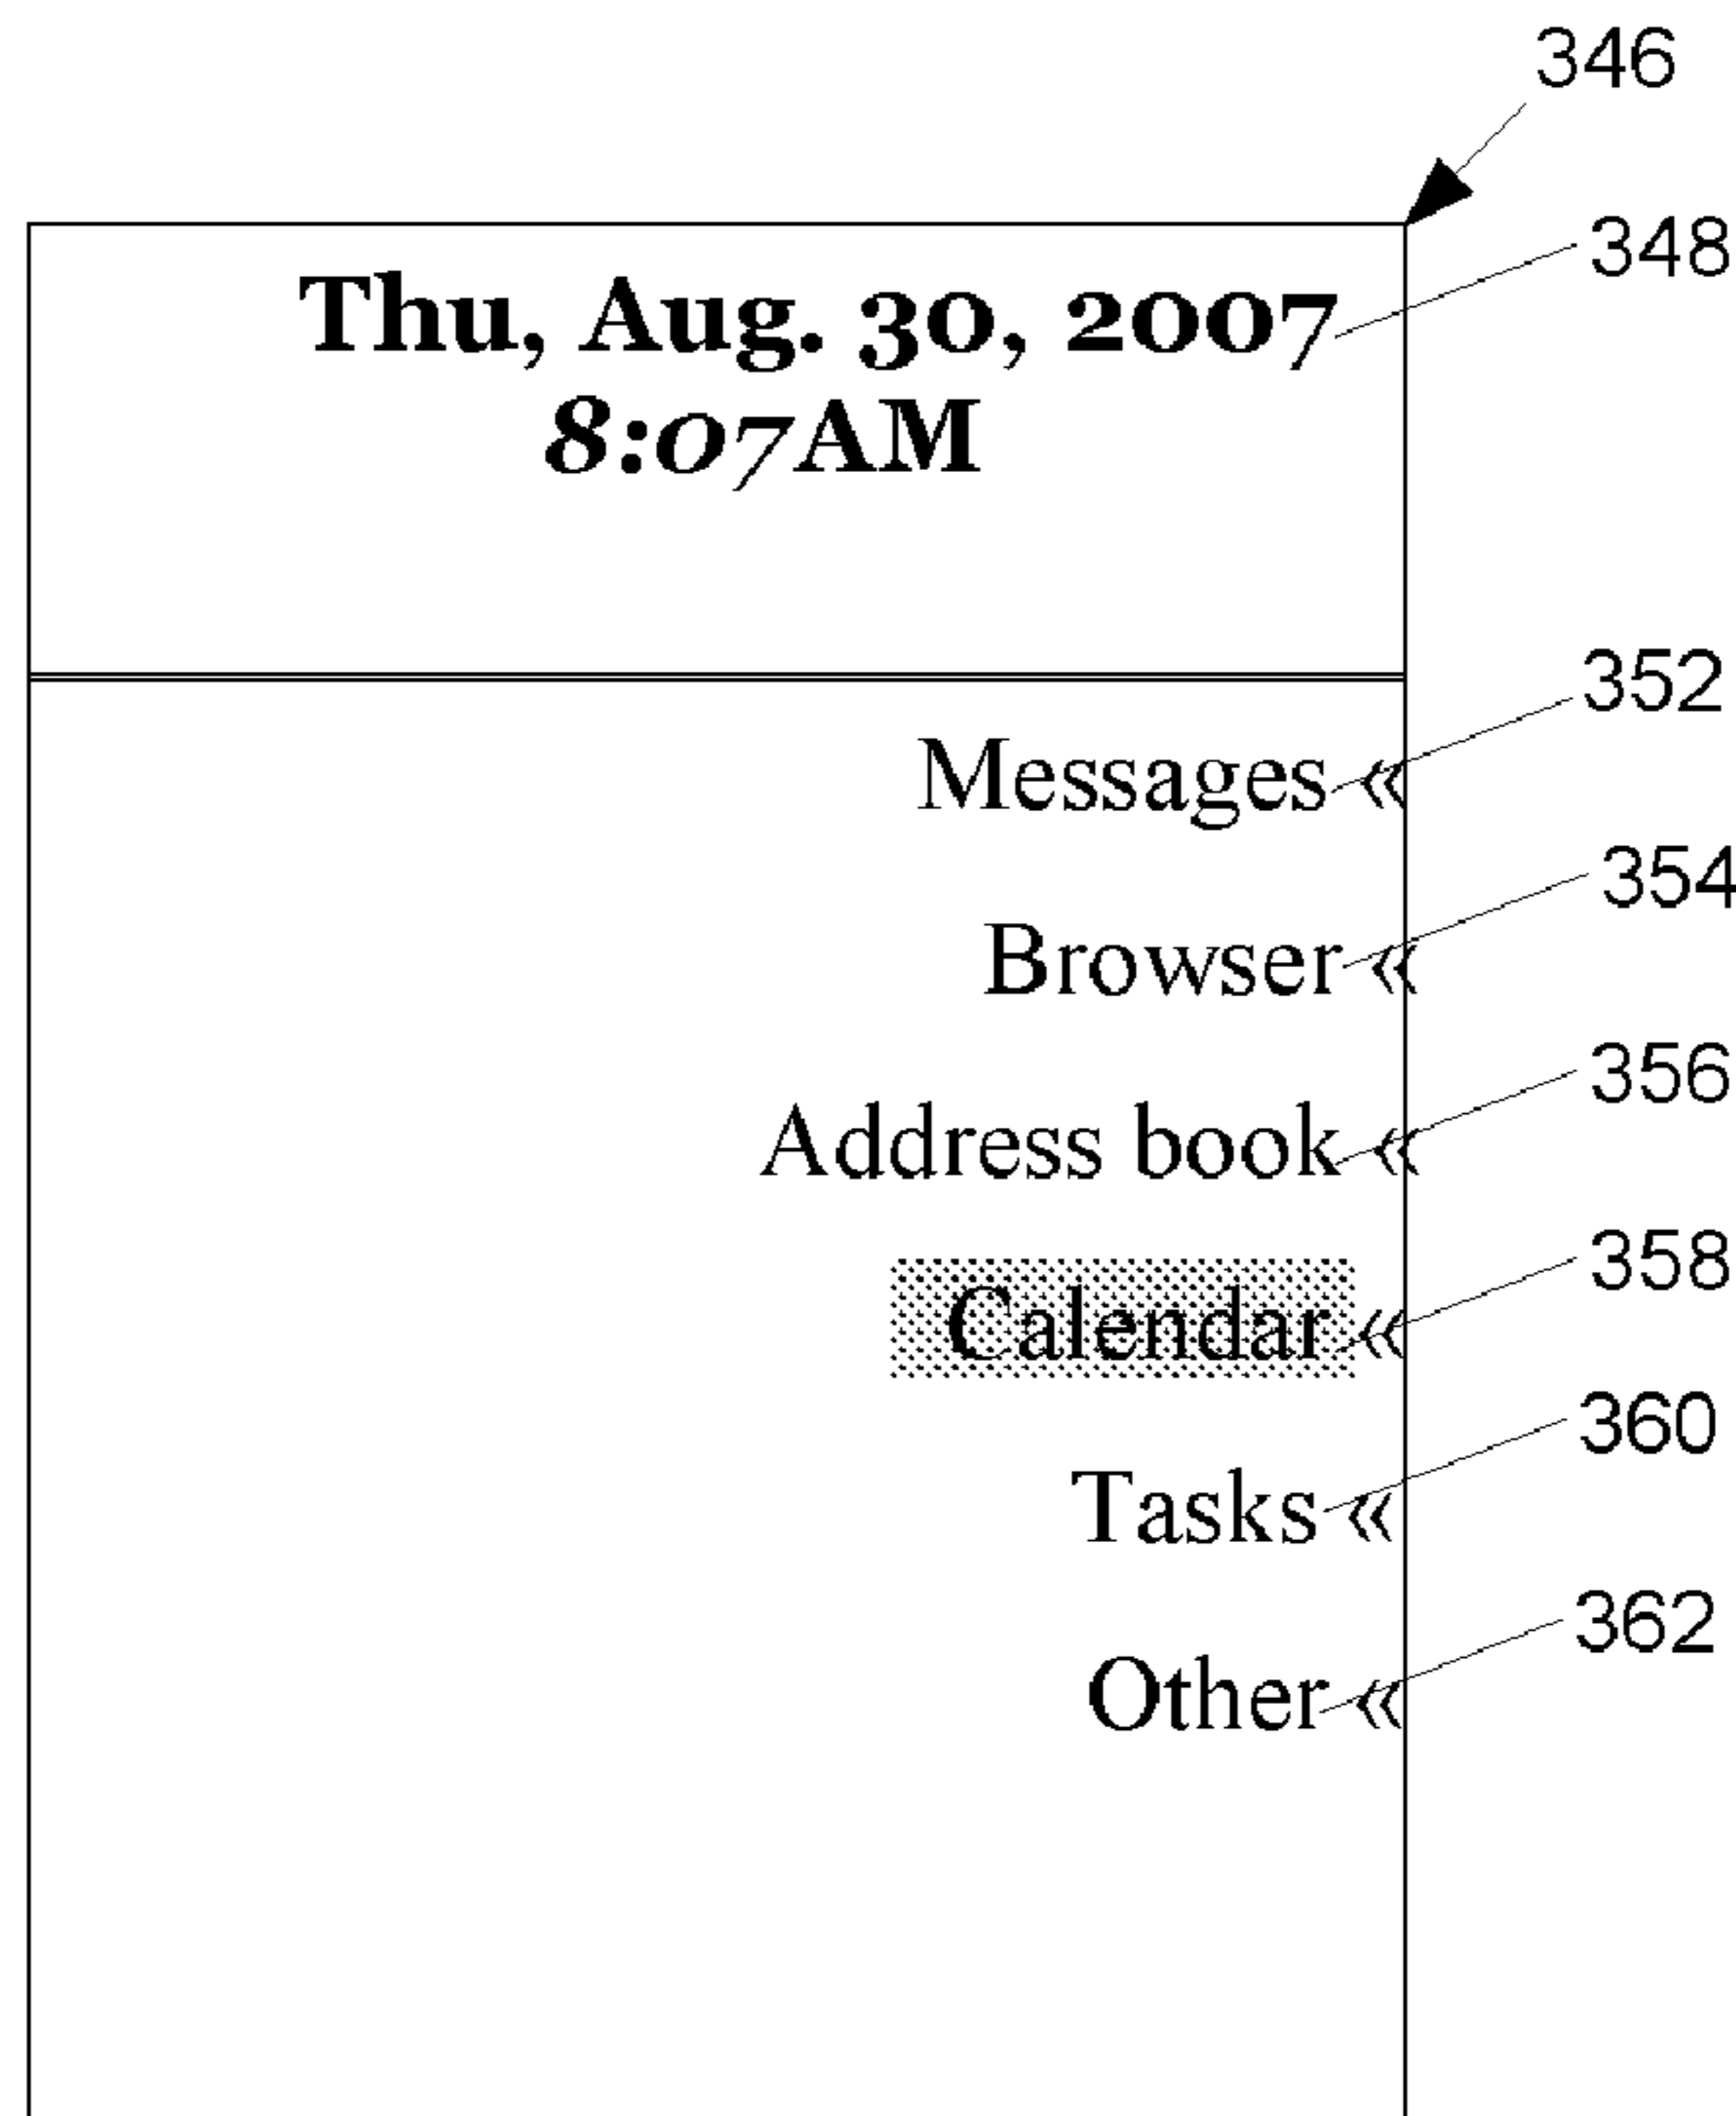 346
348
Thu, Aug. 30, 2007
8:07AM
352
Messages «
354
Browser «
356
Address book «
358
Calendar «
360
Tasks «
362
Other «